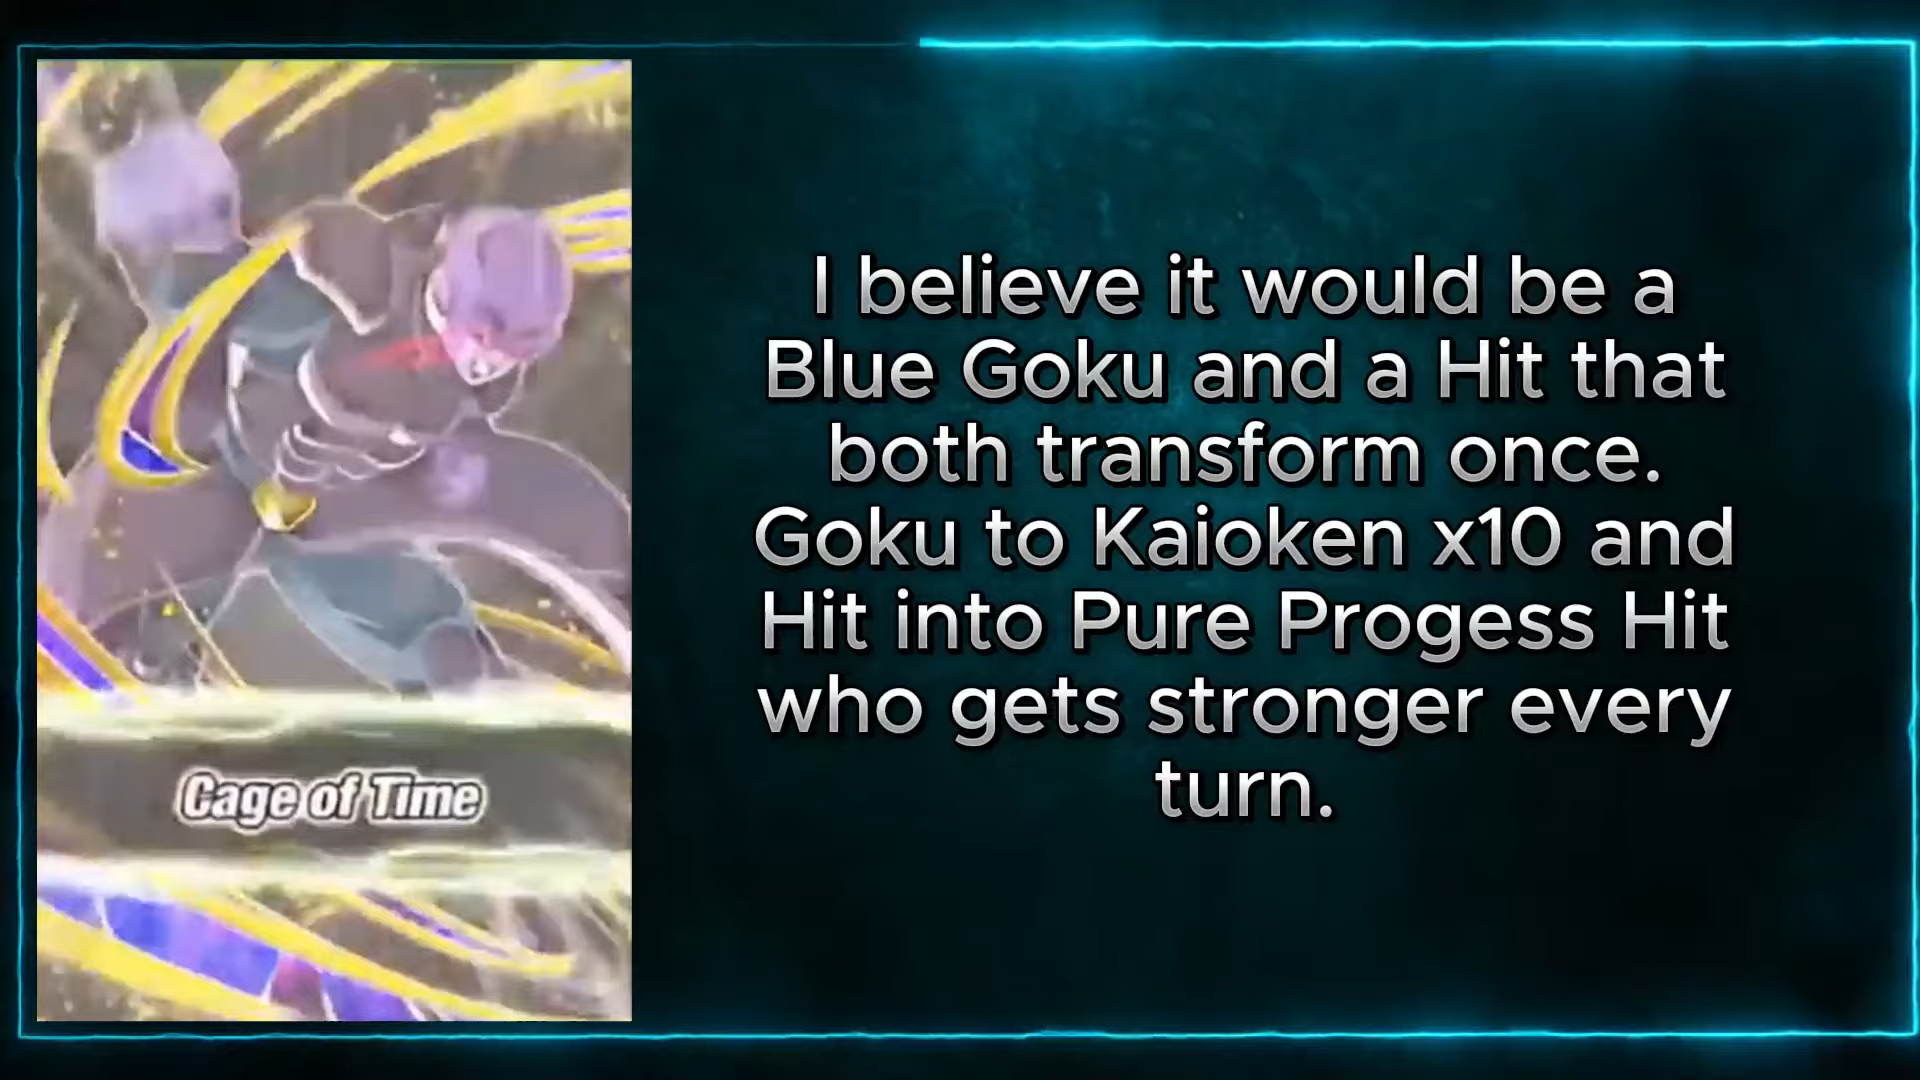 Cage of Time
I believe it would be a
Blue Goku and a Hit that
both transform once.
Goku to Kaioken x10 and
Hit into Pure Progess Hit
who gets stronger every
turn.